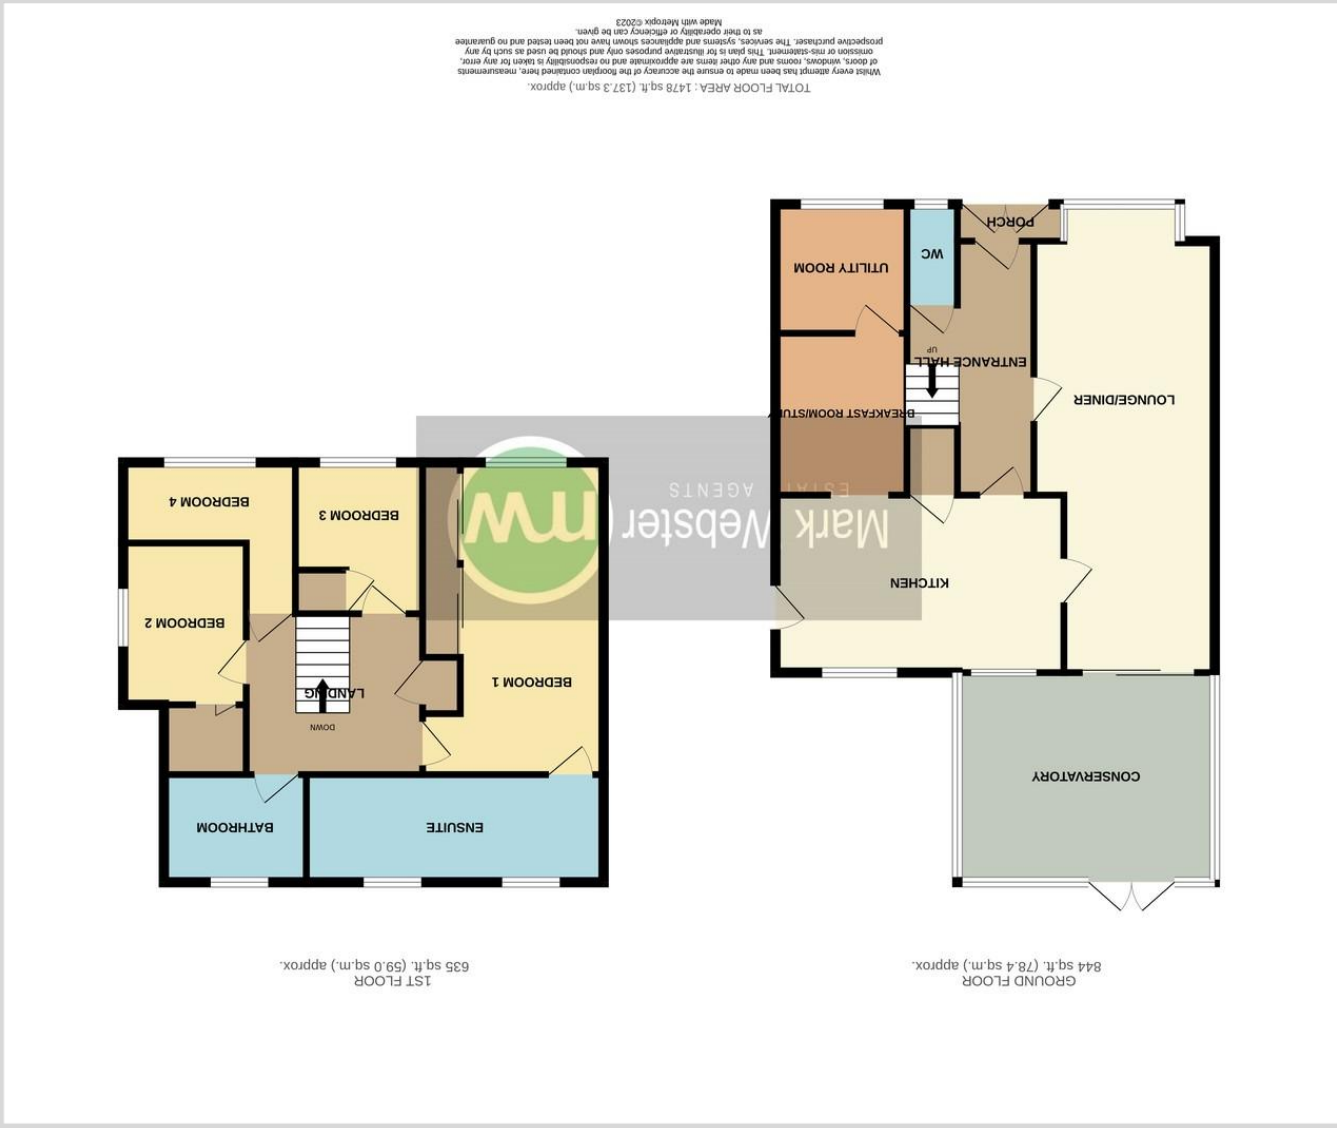 GROUND FLOOR
844 sq.ft. (78.4 sq.m.) approx.
CONSERVATORY
KITCHEN
LOUNGE/DINER
BREAKFAST ROOM/STUDY
ENTRANCE HALL
UP
UTILITY ROOM
WC
PORCH
1ST FLOOR
635 sq.ft. (59.0 sq.m.) approx.
ENSUITE
BATHROOM
DOWN
LANDING
BEDROOM 1
BEDROOM 2
BEDROOM 3
BEDROOM 4
mw
Mark Webster
ESTATE AGENTS
TOTAL FLOOR AREA : 1478 sq.ft. (137.3 sq.m.) approx.
Whilst every attempt has been made to ensure the accuracy of the floorplan contained here, measurements
of doors, windows, rooms and any other items are approximate and no responsibility is taken for any error,
omission or mis-statement. This plan is for illustrative purposes only and should be used as such by any
prospective purchaser. The services, systems and appliances shown have not been tested and no guarantee
as to their operability or efficiency can be given.
Made with Metropix ©2023